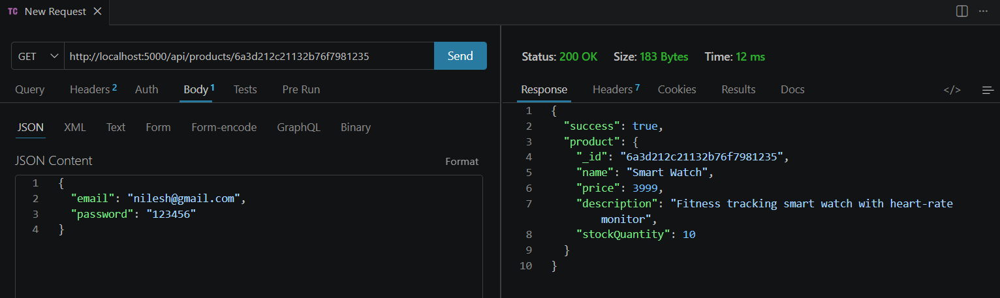 TC New Request
GET http://localhost:5000/api/products/6a3d212c21132b76f7981235 Send
Query Headers 2 Auth Body 1 Tests Pre Run
JSON XML Text Form Form-encode GraphQL Binary
JSON Content Format
1 {
2 "email": "nilesh@gmail.com",
3 "password": "123456"
4 }
Status: 200 OK Size: 183 Bytes Time: 12 ms
Response Headers 7 Cookies Results Docs </>
1 {
2 "success": true,
3 "product": {
4 "_id": "6a3d212c21132b76f7981235",
5 "name": "Smart Watch",
6 "price": 3999,
7 "description": "Fitness tracking smart watch with heart-rate
monitor",
8 "stockQuantity": 10
9 }
10 }